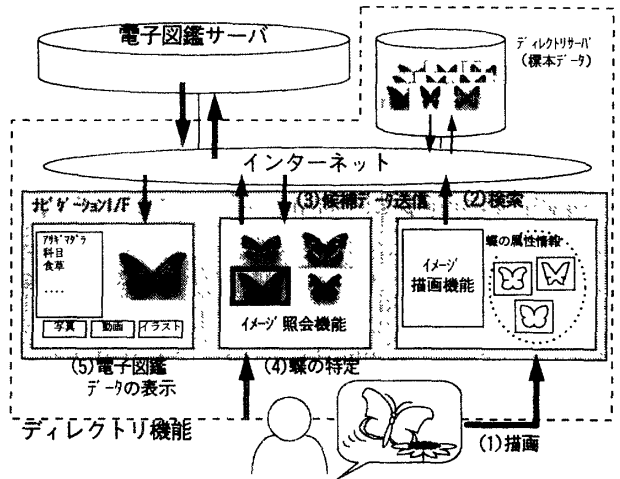 電子図鑑サーバ
ディレクトリサーバ
(標本データ)
インターネット
ナビゲーションI/F
(3)候補データ送信
(2)検索
アサギマダラ
科目
食草
....
写真
動画
イラスト
イメージ照会機能
イメージ
描画機能
蝶の属性情報
(5)電子図鑑
データの表示
(4)蝶の特定
ディレクトリ機能
(1)描画